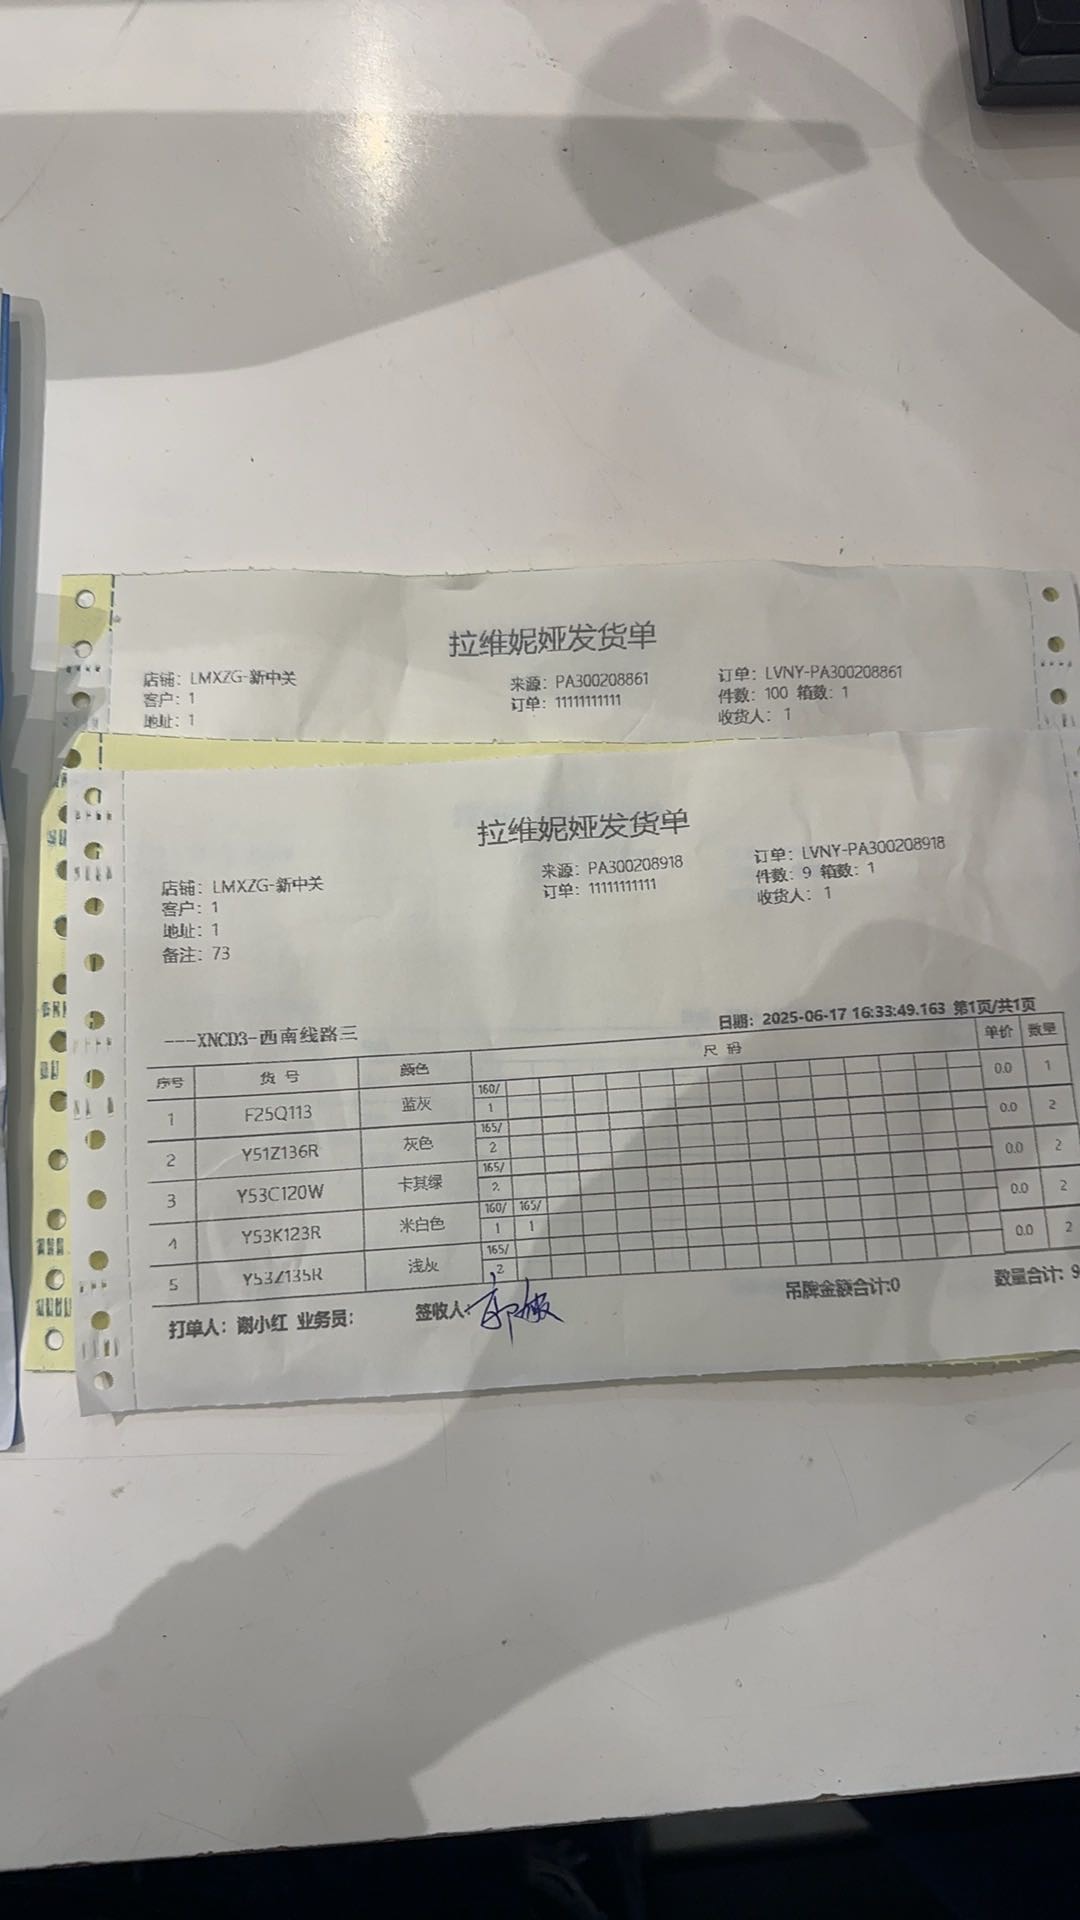 拉维妮娅发货单
店铺：LMXZG-新中关 来源：PA300208861 订单：LVNY-PA300208861
客户：1 订单：11111111111 件数：100 箱数：1
地址：1 收货人：1
拉维妮娅发货单
店铺：LMXZG-新中关 来源：PA300208918 订单：LVNY-PA300208918
客户：1 订单：11111111111 件数：9 箱数：1
地址：1 收货人：1
备注：73
---XNCD3-西南线路三 日期：2025-06-17 16:33:49.163 第1页/共1页
序号 货号 颜色 尺码 单价 数量
1 F25Q113 蓝灰 160/ 1 0.0 1
2 Y51Z136R 灰色 165/ 2 0.0 2
3 Y53C120W 卡其绿 165/ 2 0.0 2
4 Y53K123R 米白色 160/ 165/ 1 1 0.0 2
5 Y53Z135R 浅灰 165/ 2 0.0 2
打单人：谢小红 业务员： 签收人： 吊牌金额合计:0 数量合计：9